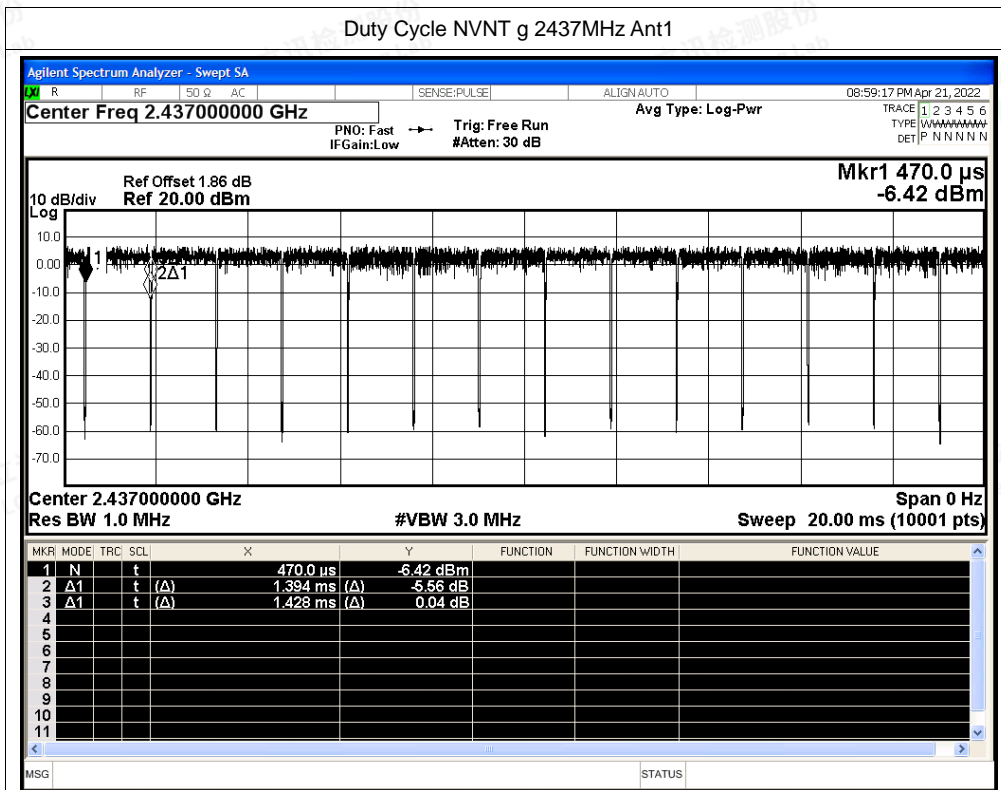 Duty Cycle NVNT g 2437MHz Ant1
Agilent Spectrum Analyzer - Swept SA
LXI R RF 50 Ω AC SENSE:PULSE ALIGN AUTO 08:59:17 PM Apr 21, 2022
Center Freq 2.437000000 GHz Avg Type: Log-Pwr TRACE 1 2 3 4 5 6
PNO: Fast Trig: Free Run TYPE WWWWWW
IFGain:Low #Atten: 30 dB DET P N N N N N
Mkr1 470.0 µs
-6.42 dBm
Ref Offset 1.86 dB
10 dB/div Ref 20.00 dBm
Log
10.0
0.00
-10.0
-20.0
-30.0
-40.0
-50.0
-60.0
-70.0
1
2Δ1
Center 2.437000000 GHz Span 0 Hz
Res BW 1.0 MHz #VBW 3.0 MHz Sweep 20.00 ms (10001 pts)
MKR MODE TRC SCL X Y FUNCTION FUNCTION WIDTH FUNCTION VALUE
1 N t 470.0 µs -6.42 dBm
2 Δ1 t (Δ) 1.394 ms (Δ) -5.56 dB
3 Δ1 t (Δ) 1.428 ms (Δ) 0.04 dB
4
5
6
7
8
9
10
11
MSG STATUS